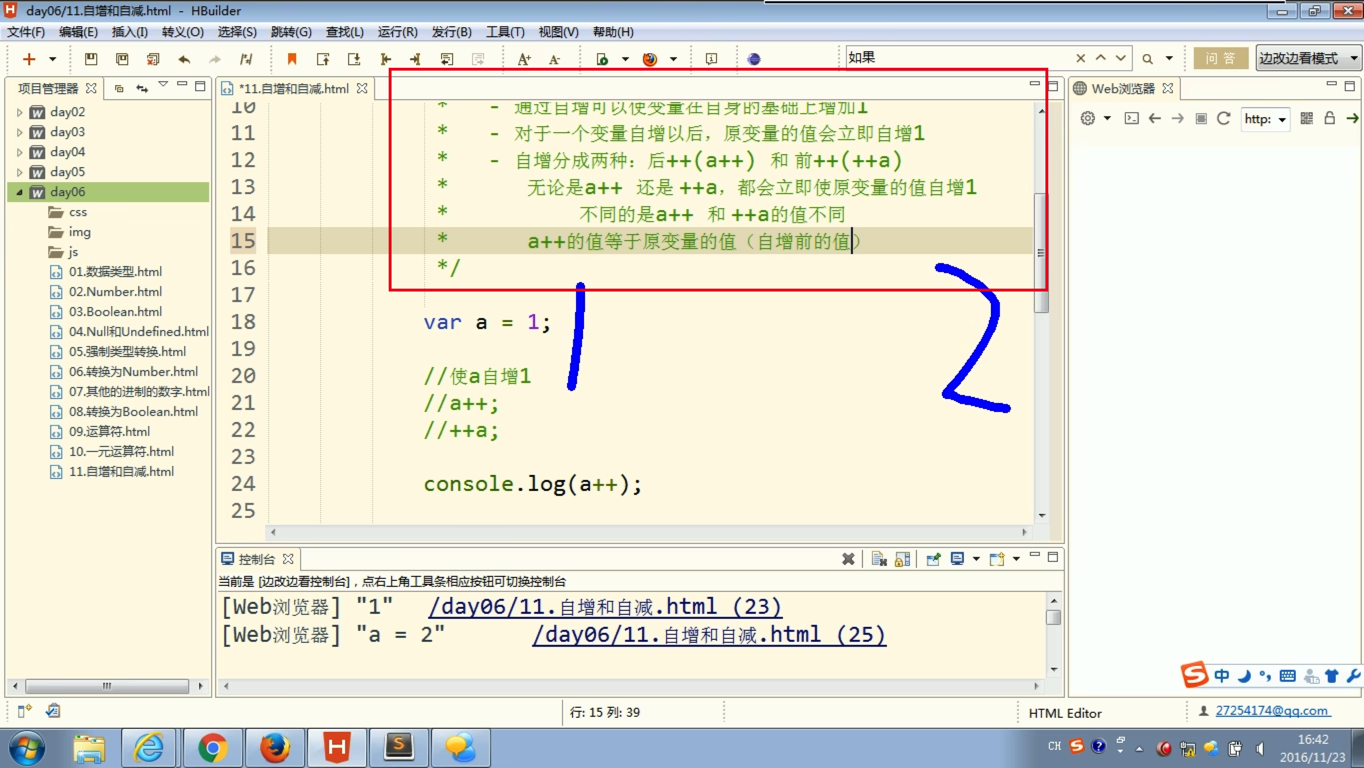 day06/11.自增和自减.html - HBuilder
文件(F) 编辑(E) 插入(I) 转义(O) 选择(S) 跳转(G) 查找(L) 运行(R) 发行(B) 工具(T) 视图(V) 帮助(H)
如果
问 答
边改边看模式
项目管理器
*11.自增和自减.html
Web浏览器
http:
day02
day03
day04
day05
day06
css
img
js
01.数据类型.html
02.Number.html
03.Boolean.html
04.Null和Undefined.html
05.强制类型转换.html
06.转换为Number.html
07.其他的进制的数字.html
08.转换为Boolean.html
09.运算符.html
10.一元运算符.html
11.自增和自减.html
10 * - 通过自增可以使变量在自身的基础上增加1
11 * - 对于一个变量自增以后，原变量的值会立即自增1
12 * - 自增分成两种：后++(a++) 和 前++(++a)
13 * 无论是a++ 还是 ++a，都会立即使原变量的值自增1
14 * 不同的是a++ 和 ++a的值不同
15 * a++的值等于原变量的值（自增前的值）
16 */
17
18 var a = 1;
19
20 //使a自增1
21 //a++;
22 //++a;
23
24 console.log(a++);
25
1 2
控制台
当前是 [边改边看控制台]，点右上角工具条相应按钮可切换控制台
[Web浏览器] "1" /day06/11.自增和自减.html (23)
[Web浏览器] "a = 2" /day06/11.自增和自减.html (25)
中
行: 15 列: 39
HTML Editor
27254174@qq.com
CH
16:42
2016/11/23